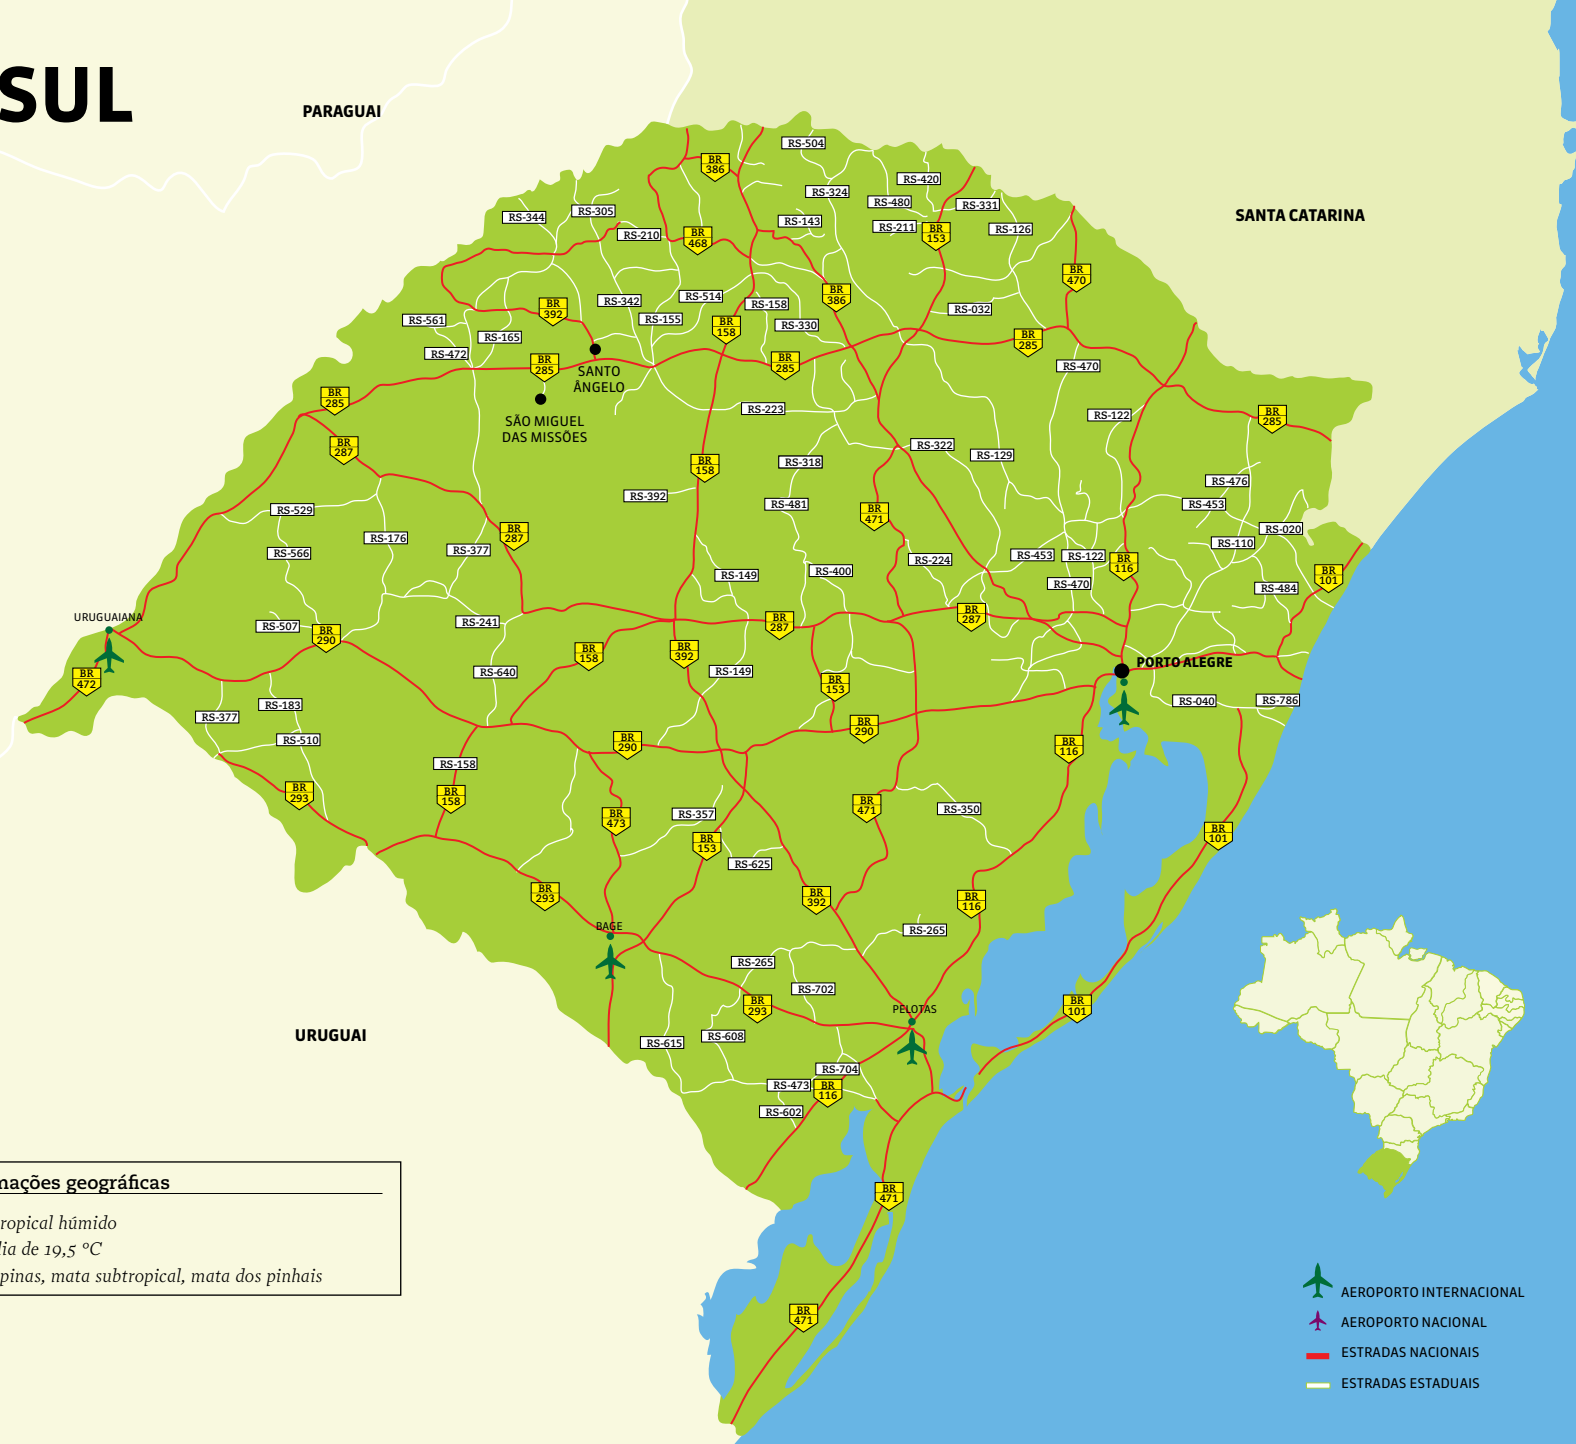 SUL
PARAGUAI
SANTA CATARINA
RS-504
BR
386
RS-420
RS-324
RS-480
RS-331
RS-344
RS-305
RS-143
RS-211
BR
153
RS-126
RS-210
BR
468
BR
470
RS-342
RS-514
RS-158
BR
386
BR
392
RS-032
RS-561
RS-155
BR
158
RS-330
RS-165
BR
285
RS-472
BR
285
BR
285
RS-470
SANTO
ÂNGELO
BR
285
RS-223
RS-122
BR
285
SÃO MIGUEL
DAS MISSÕES
BR
287
RS-322
RS-129
BR
158
RS-318
RS-476
RS-392
RS-481
RS-453
RS-529
BR
471
RS-020
RS-176
BR
287
RS-110
RS-566
RS-377
RS-224
RS-453
RS-122
BR
116
RS-149
RS-400
RS-470
BR
101
RS-484
URUGUAIANA
RS-507
BR
290
RS-241
BR
287
BR
287
BR
158
BR
392
PORTO ALEGRE
BR
472
RS-640
RS-149
BR
153
RS-183
RS-377
RS-040
RS-786
RS-510
BR
290
BR
290
BR
116
RS-158
BR
293
BR
158
BR
473
RS-357
BR
471
RS-350
BR
153
BR
101
RS-625
BR
293
BR
392
BR
116
BAGE
RS-265
RS-265
RS-702
BR
293
PELOTAS
BR
101
URUGUAI
RS-615
RS-608
RS-704
RS-473
BR
116
RS-602
BR
471
BR
471
mações geográficas
ropical húmido
dia de 19,5 ºC
pinas, mata subtropical, mata dos pinhais
AEROPORTO INTERNACIONAL
AEROPORTO NACIONAL
ESTRADAS NACIONAIS
ESTRADAS ESTADUAIS